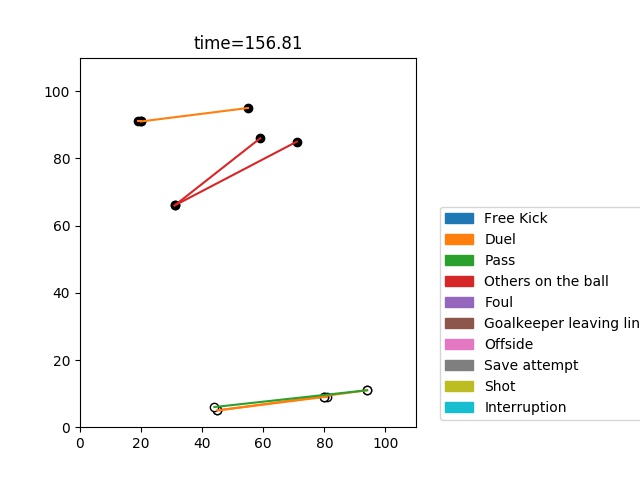 time=156.81
100
80
60
40
20
0
0 20 40 60 80 100
Free Kick
Duel
Pass
Others on the ball
Foul
Goalkeeper leaving lin
Offside
Save attempt
Shot
Interruption